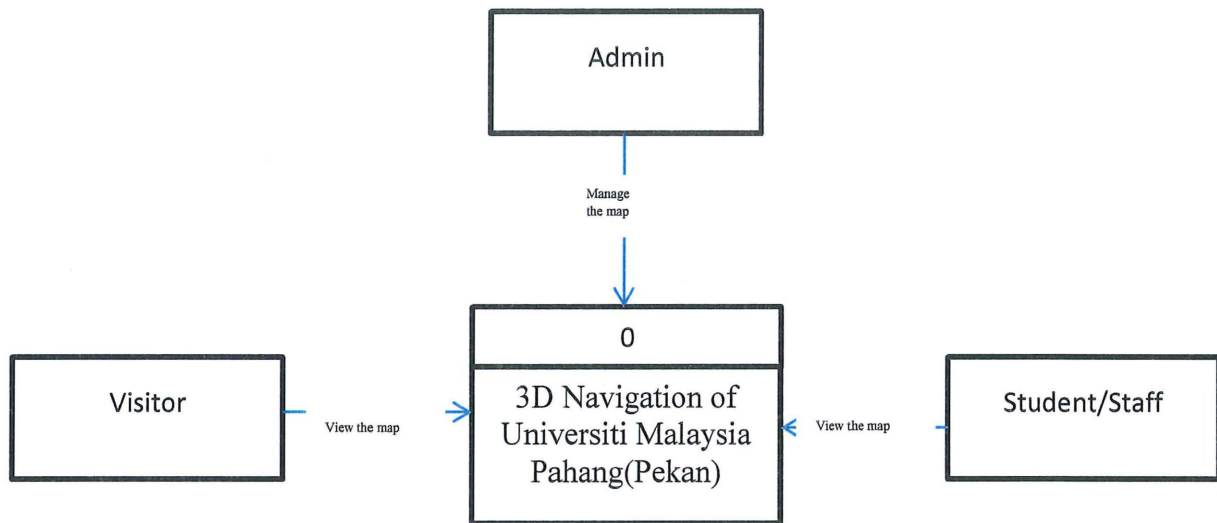 Admin
Manage
the map
0
Visitor
View the map
3D Navigation of
Universiti Malaysia
Pahang(Pekan)
View the map
Student/Staff